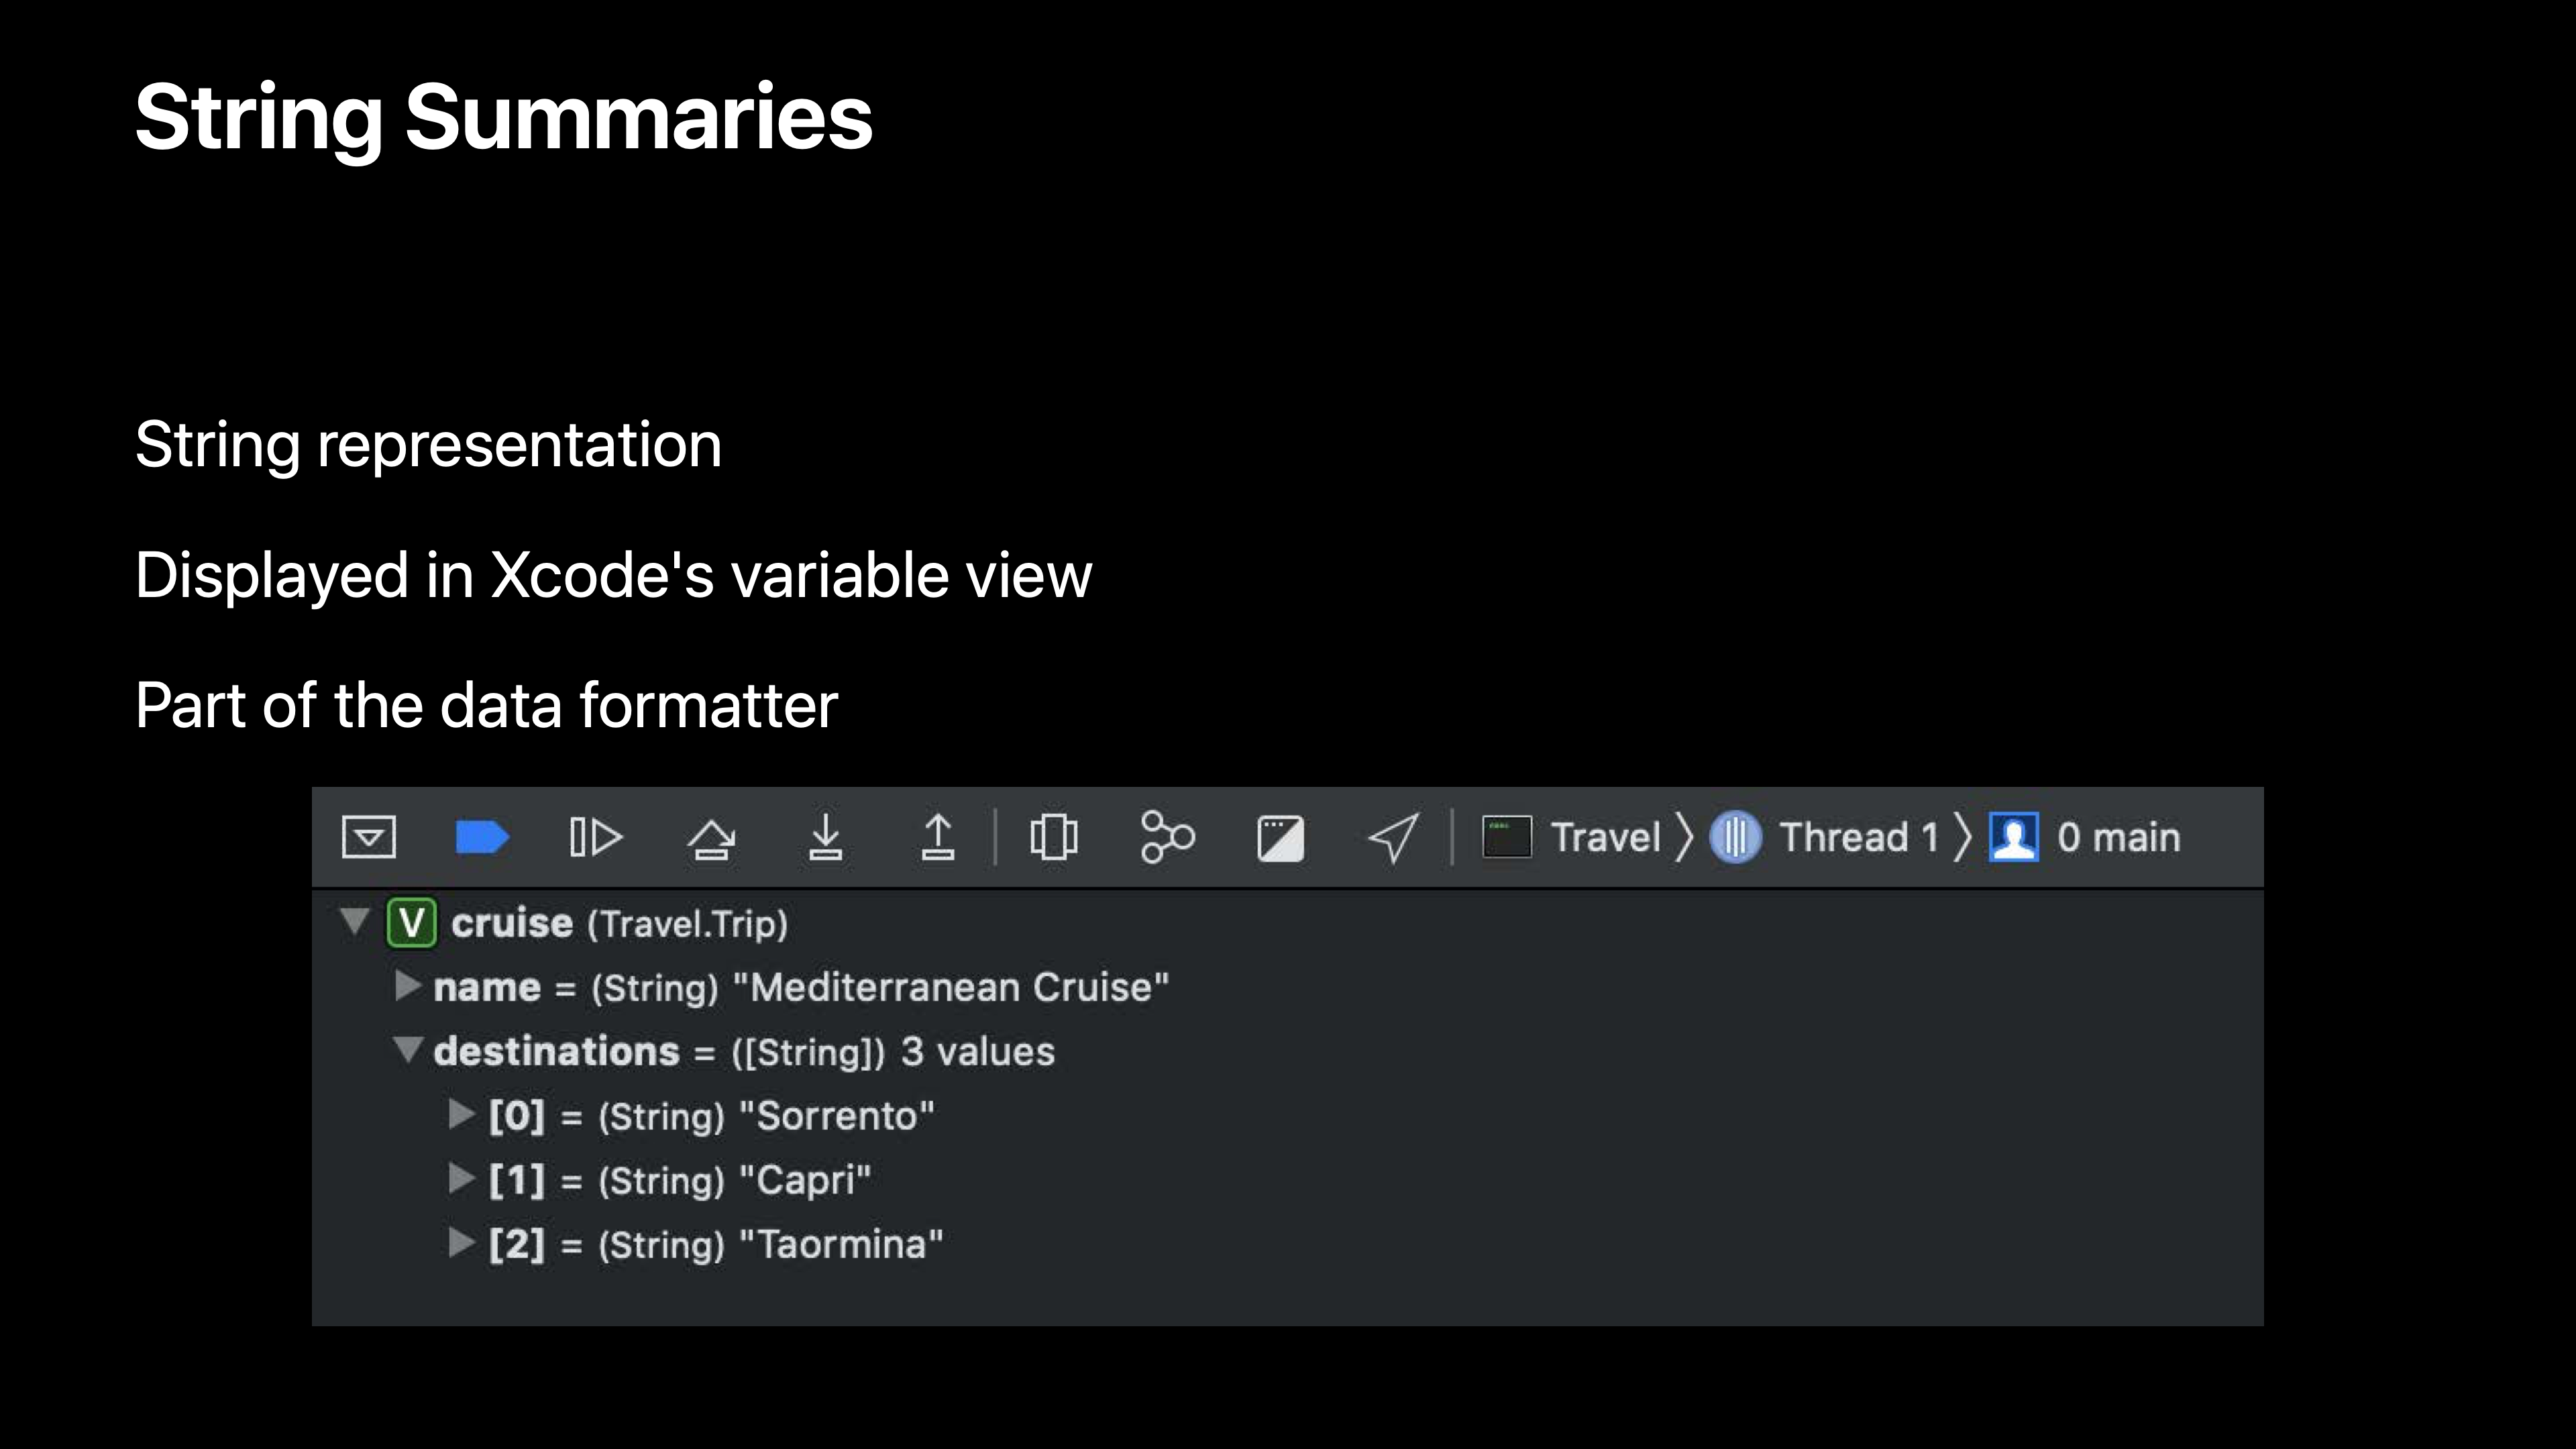 String Summaries
String representation
Displayed in Xcode's variable view
Part of the data formatter
Travel 〉 Thread 1 〉 0 main
V cruise (Travel.Trip)
name = (String) "Mediterranean Cruise"
destinations = ([String]) 3 values
[0] = (String) "Sorrento"
[1] = (String) "Capri"
[2] = (String) "Taormina"